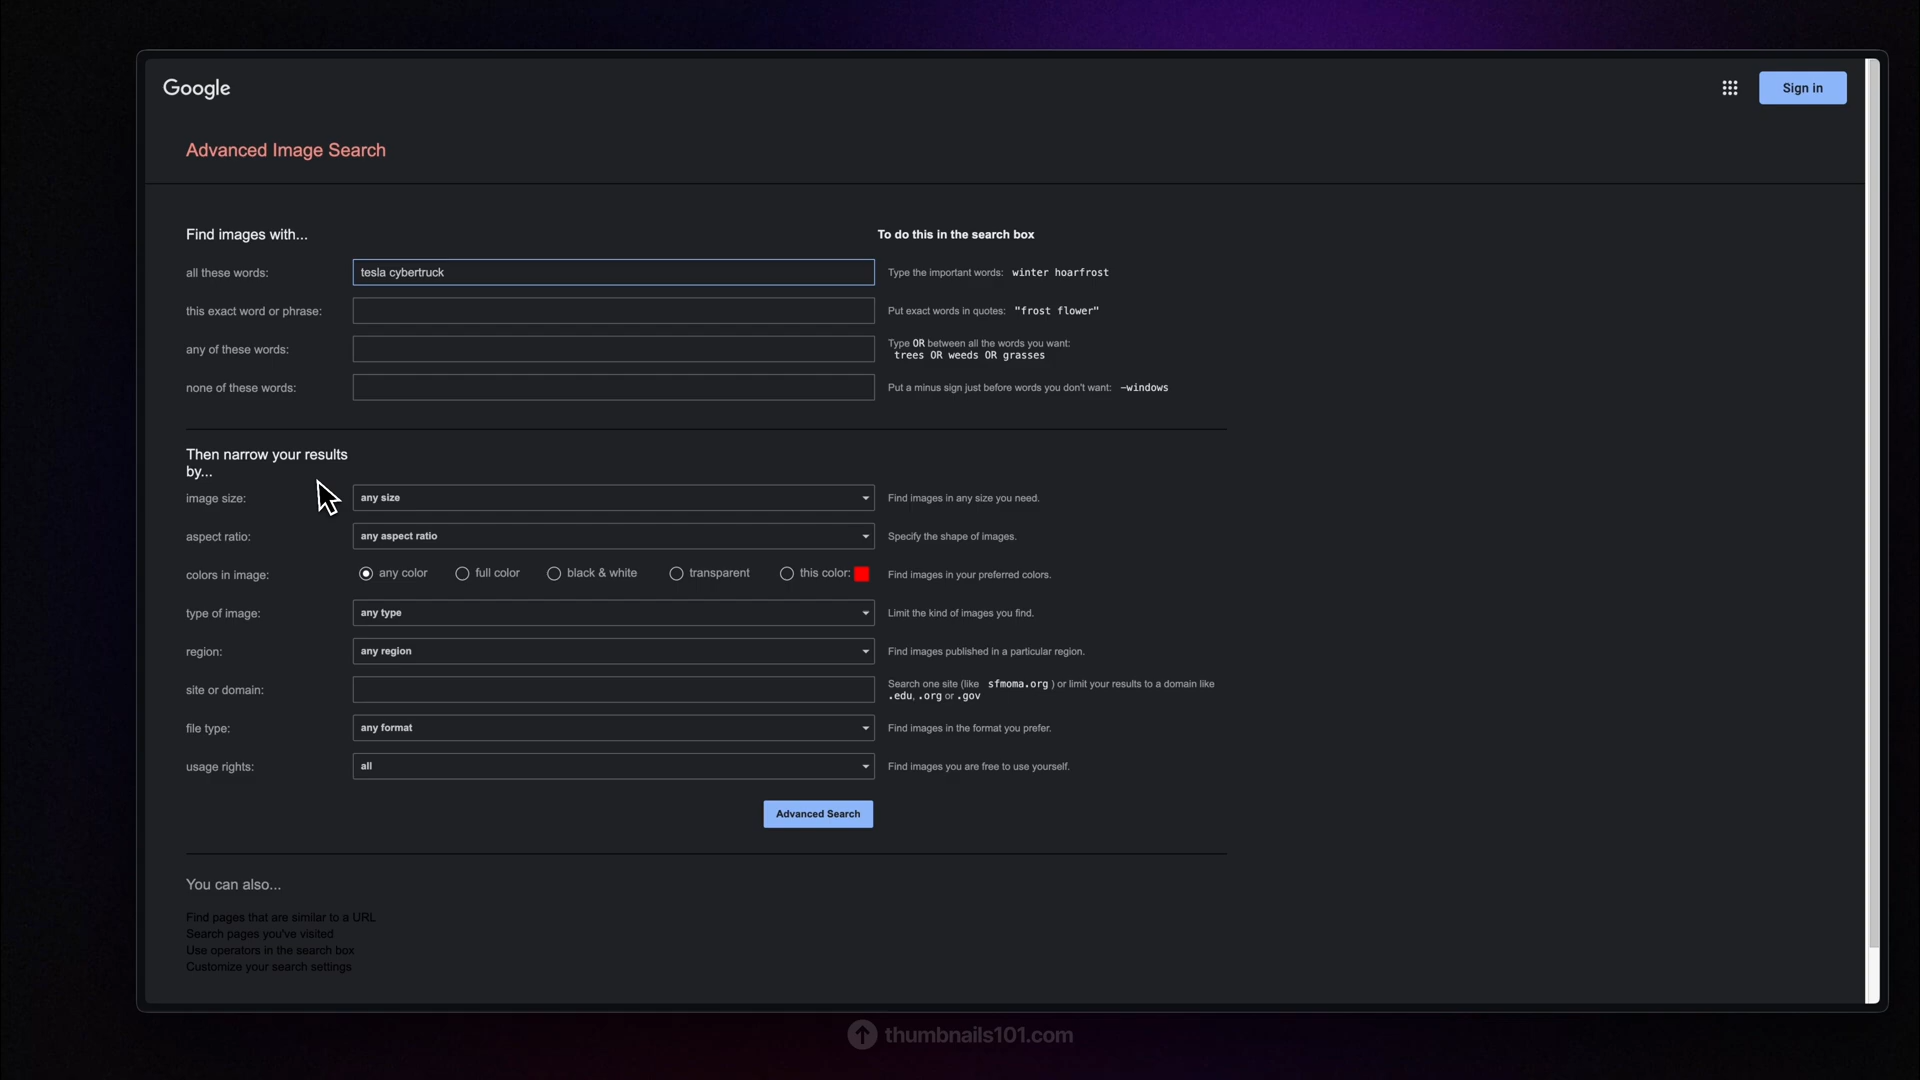 Google
Sign in
Advanced Image Search
Find images with...
To do this in the search box
all these words:
tesla cybertruck
Type the important words: winter hoarfrost
this exact word or phrase:
Put exact words in quotes: "frost flower"
any of these words:
Type OR between all the words you want:
trees OR weeds OR grasses
none of these words:
Put a minus sign just before words you don't want: –windows
Then narrow your results
by...
image size:
any size
Find images in any size you need.
aspect ratio:
any aspect ratio
Specify the shape of images.
colors in image:
any color
full color
black & white
transparent
this color:
Find images in your preferred colors.
type of image:
any type
Limit the kind of images you find.
region:
any region
Find images published in a particular region.
site or domain:
Search one site (like sfmoma.org ) or limit your results to a domain like
.edu, .org or .gov
file type:
any format
Find images in the format you prefer.
usage rights:
all
Find images you are free to use yourself.
Advanced Search
You can also...
Find pages that are similar to a URL
Search pages you've visited
Use operators in the search box
Customize your search settings
thumbnails101.com